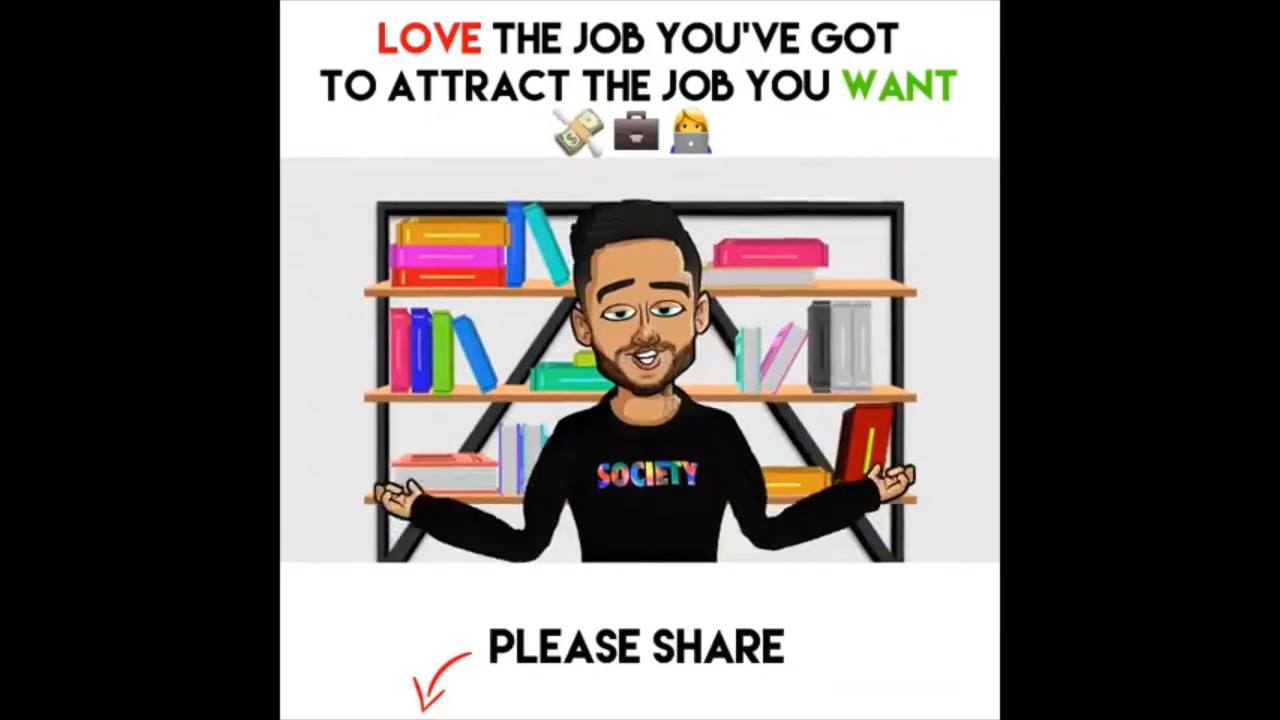 LOVE THE JOB YOU'VE GOT
TO ATTRACT THE JOB YOU WANT
SOCIETY
PLEASE SHARE